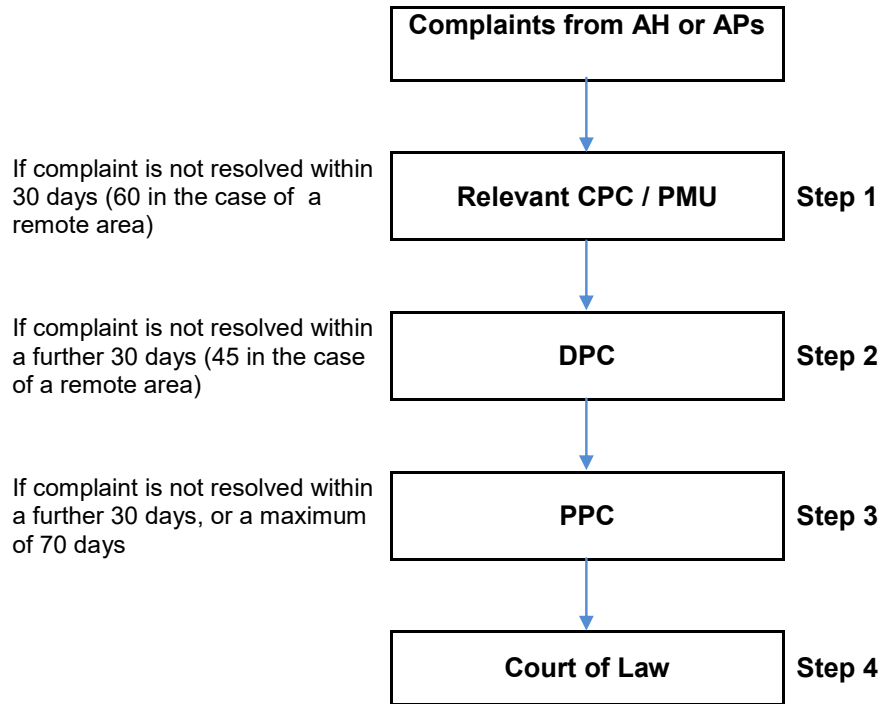 Complaints from AH or APs
If complaint is not resolved within
30 days (60 in the case of a
remote area)
Relevant CPC / PMU
Step 1
If complaint is not resolved within
a further 30 days (45 in the case
of a remote area)
DPC
Step 2
If complaint is not resolved within
a further 30 days, or a maximum
of 70 days
PPC
Step 3
Court of Law
Step 4